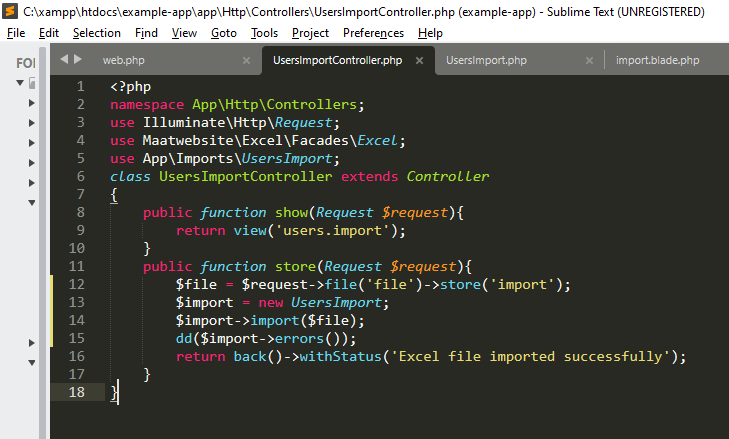 C:\xampp\htdocs\example-app\app\Http\Controllers\UsersImportController.php (example-app) - Sublime Text (UNREGISTERED)
File Edit Selection Find View Goto Tools Project Preferences Help
FOI
web.php × UsersImportController.php × UsersImport.php × import.blade.php
1 <?php
2 namespace App\Http\Controllers;
3 use Illuminate\Http\Request;
4 use Maatwebsite\Excel\Facades\Excel;
5 use App\Imports\UsersImport;
6 class UsersImportController extends Controller
7 {
8     public function show(Request $request){
9         return view('users.import');
10     }
11     public function store(Request $request){
12         $file = $request->file('file')->store('import');
13         $import = new UsersImport;
14         $import->import($file);
15         dd($import->errors());
16         return back()->withStatus('Excel file imported successfully');
17     }
18 }